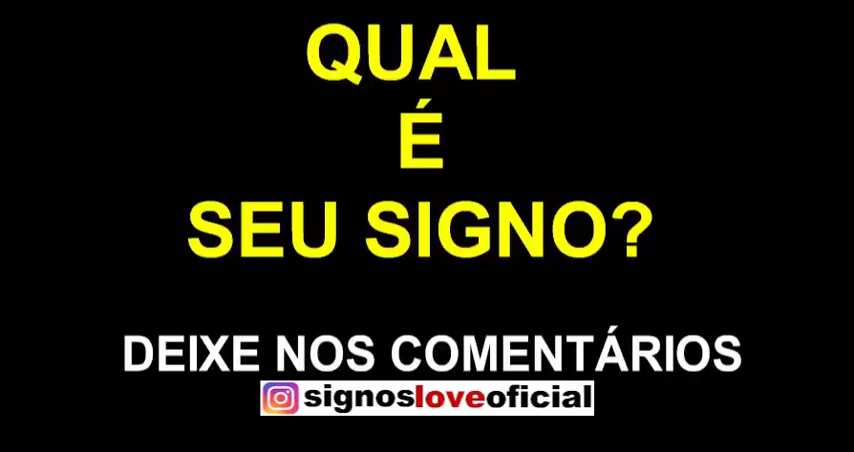 QUAL
É
SEU SIGNO?
DEIXE NOS COMENTÁRIOS
signosloveoficial